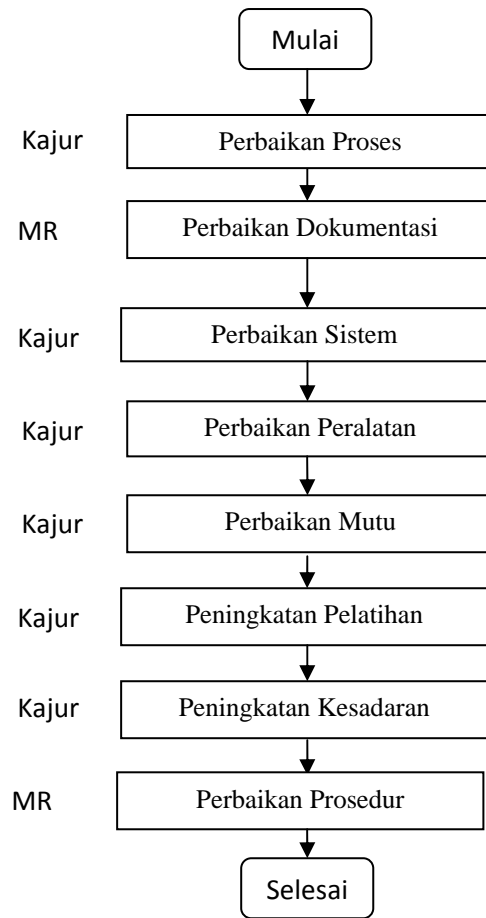 Mulai
Kajur Perbaikan Proses
MR Perbaikan Dokumentasi
Kajur Perbaikan Sistem
Kajur Perbaikan Peralatan
Kajur Perbaikan Mutu
Kajur Peningkatan Pelatihan
Kajur Peningkatan Kesadaran
MR Perbaikan Prosedur
Selesai